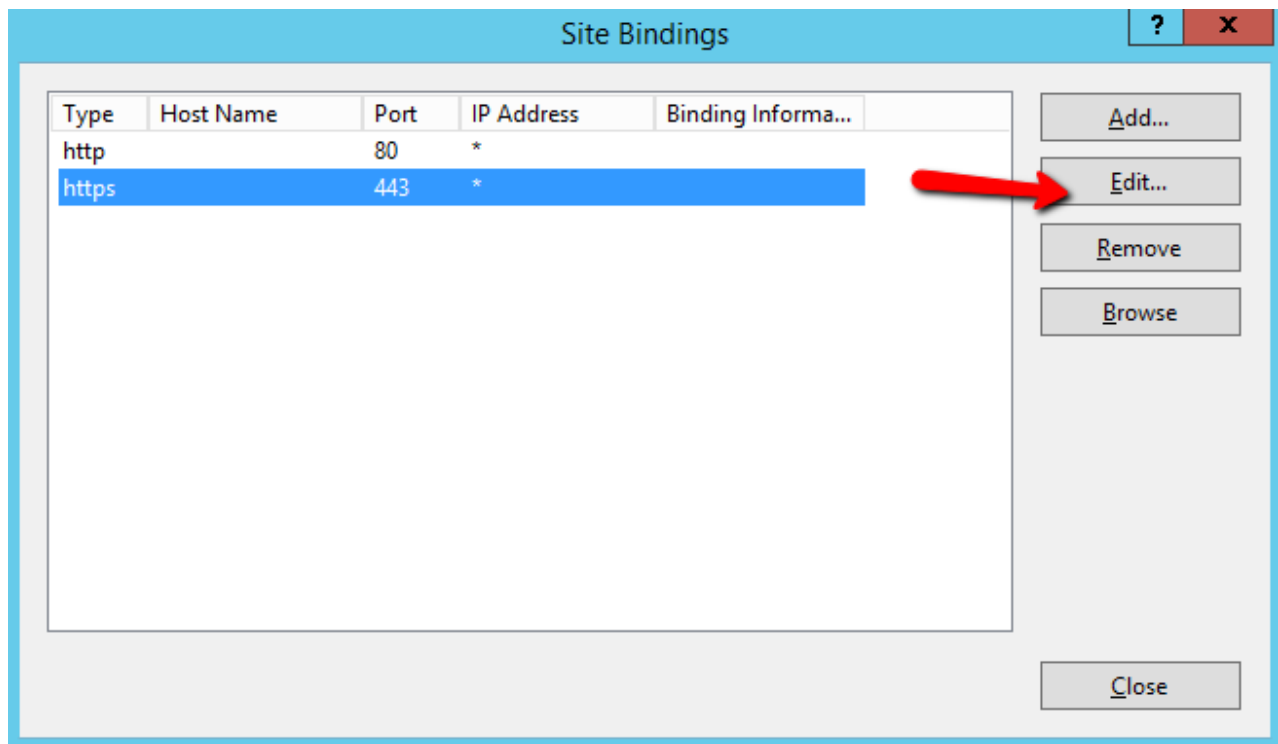 Site Bindings
? x
Type Host Name Port IP Address Binding Informa...
http 80 *
https 443 *
Add...
Edit...
Remove
Browse
Close